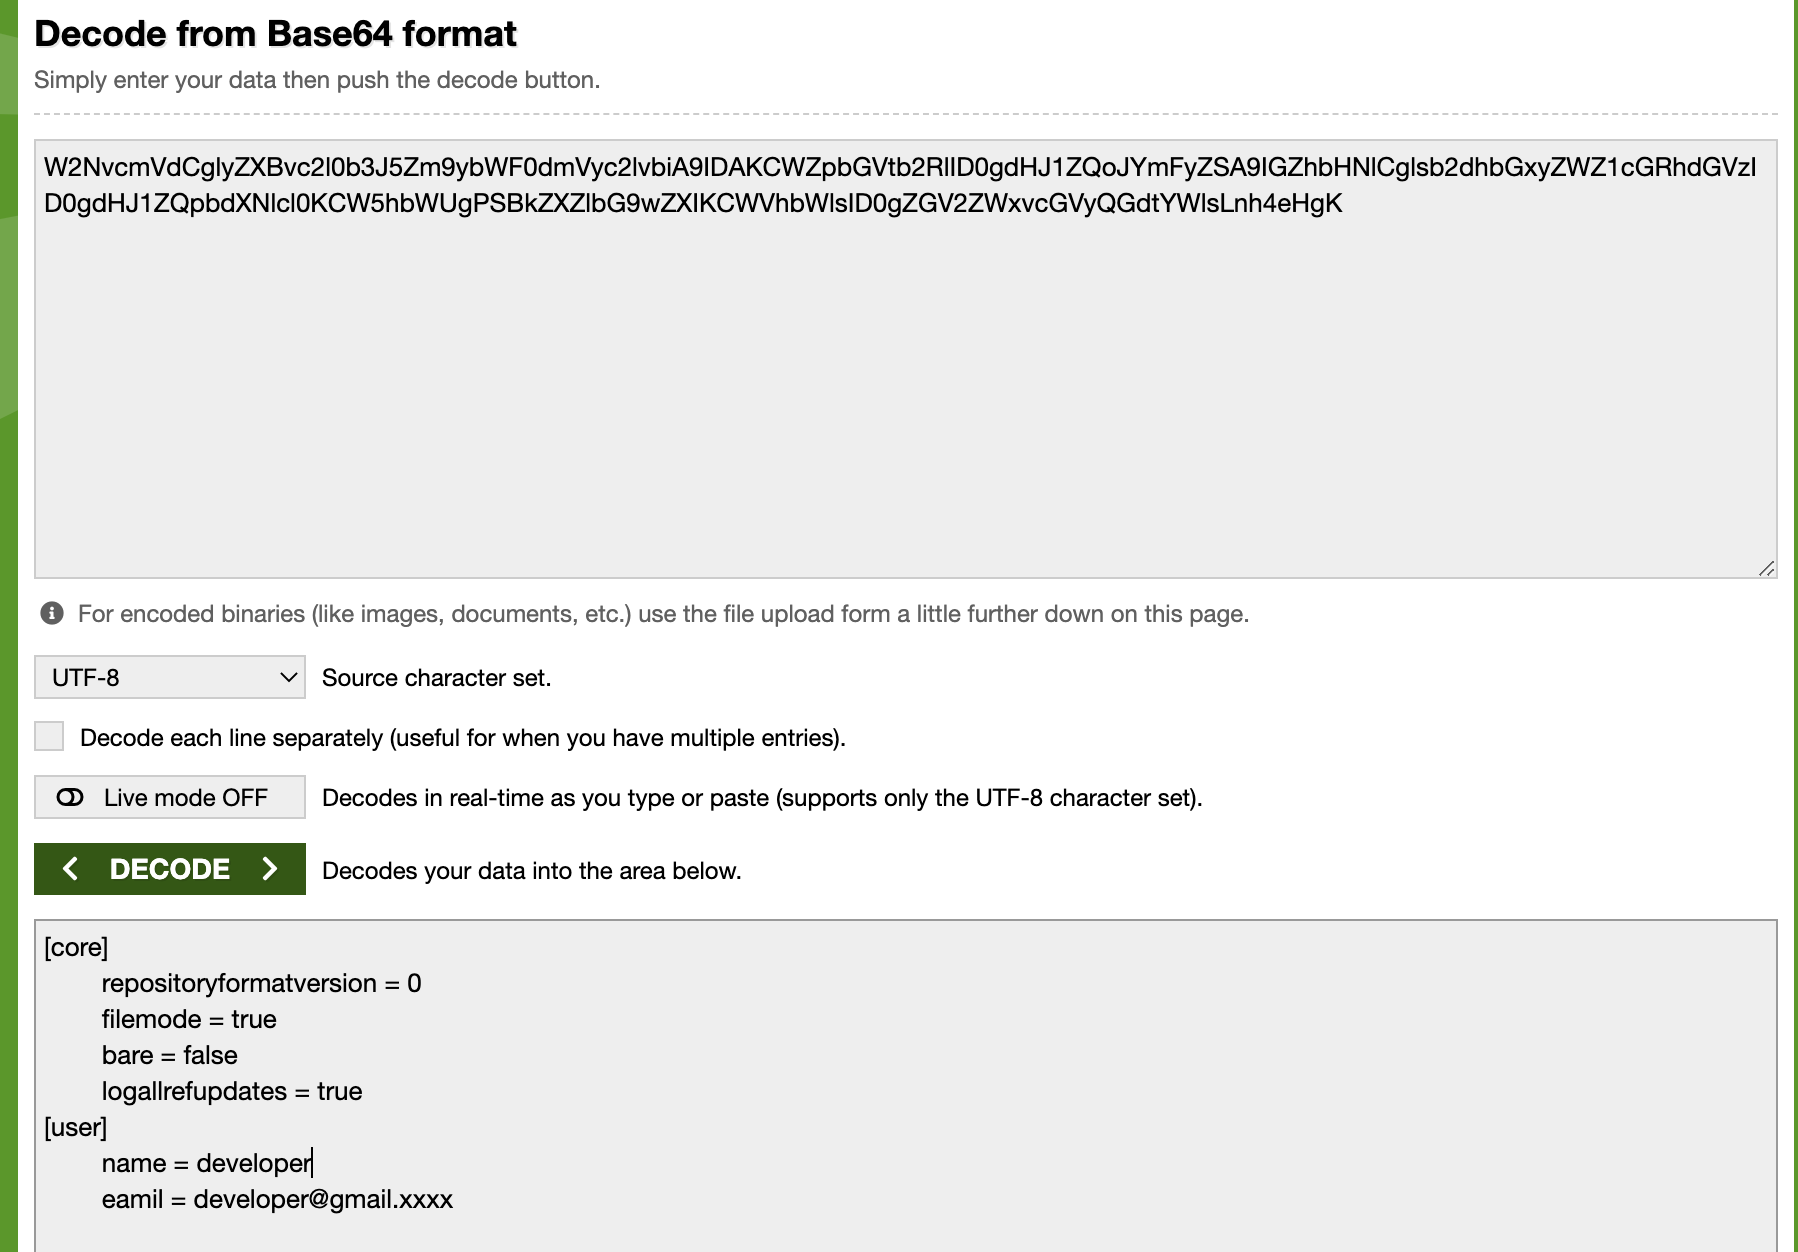 Decode from Base64 format
Simply enter your data then push the decode button.
W2NvcmVdCglyZXBvc2l0b3J5Zm9ybWF0dmVyc2lvbiA9IDAKCWZpbGVtb2RlID0gdHJ1ZQoJYmFyZSA9IGZhbHNlCglsb2dhbGxyZWZ1cGRhdGVzI
D0gdHJ1ZQpbdXNlcl0KCW5hbWUgPSBkZXZlbG9wZXIKCWVhbWlsID0gZGV2ZWxvcGVyQGdtYWlsLnh4eHgK
For encoded binaries (like images, documents, etc.) use the file upload form a little further down on this page.
UTF-8 Source character set.
Decode each line separately (useful for when you have multiple entries).
Live mode OFF Decodes in real-time as you type or paste (supports only the UTF-8 character set).
< DECODE > Decodes your data into the area below.
[core]
repositoryformatversion = 0
filemode = true
bare = false
logallrefupdates = true
[user]
name = developer
eamil = developer@gmail.xxxx